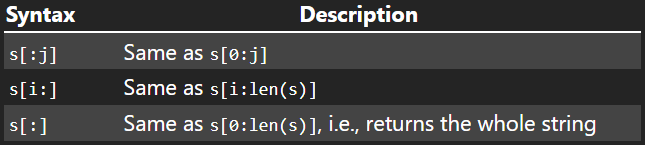 Syntax Description
s[:j] Same as s[0:j]
s[i:] Same as s[i:len(s)]
s[:] Same as s[0:len(s)], i.e., returns the whole string